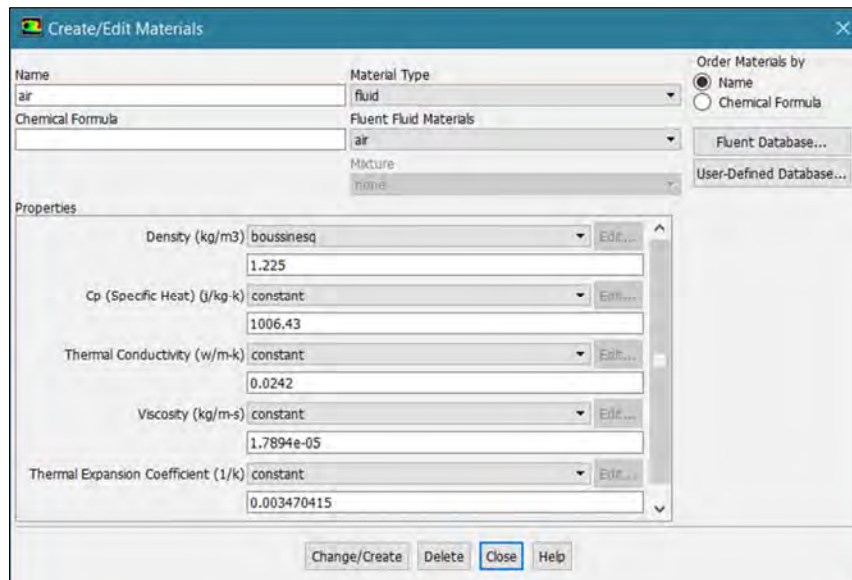 Create/Edit Materials
Name
air
Chemical Formula
Material Type
fluid
Fluent Fluid Materials
air
Mixture
none
Order Materials by
Name
Chemical Formula
Fluent Database...
User-Defined Database...
Properties
Density (kg/m3) boussinesq Edit...
1.225
Cp (Specific Heat) (j/kg-k) constant Edit...
1006.43
Thermal Conductivity (w/m-k) constant Edit...
0.0242
Viscosity (kg/m-s) constant Edit...
1.7894e-05
Thermal Expansion Coefficient (1/k) constant Edit...
0.003470415
Change/Create Delete Close Help